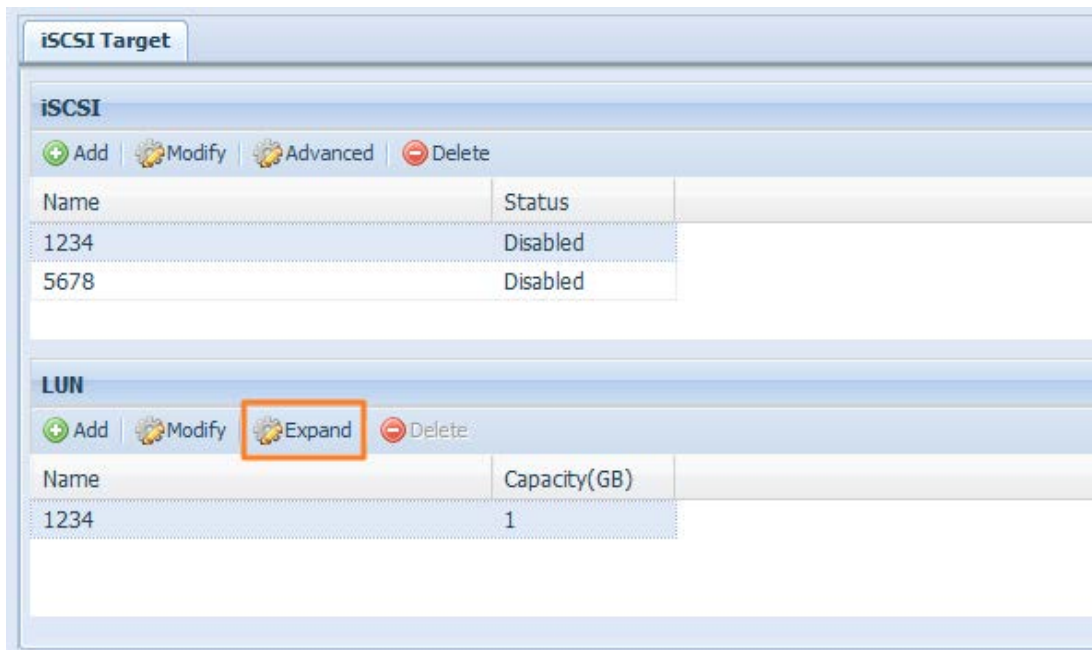 iSCSI Target
iSCSI
Add Modify Advanced Delete
Name Status
1234 Disabled
5678 Disabled
LUN
Add Modify Expand Delete
Name Capacity(GB)
1234 1